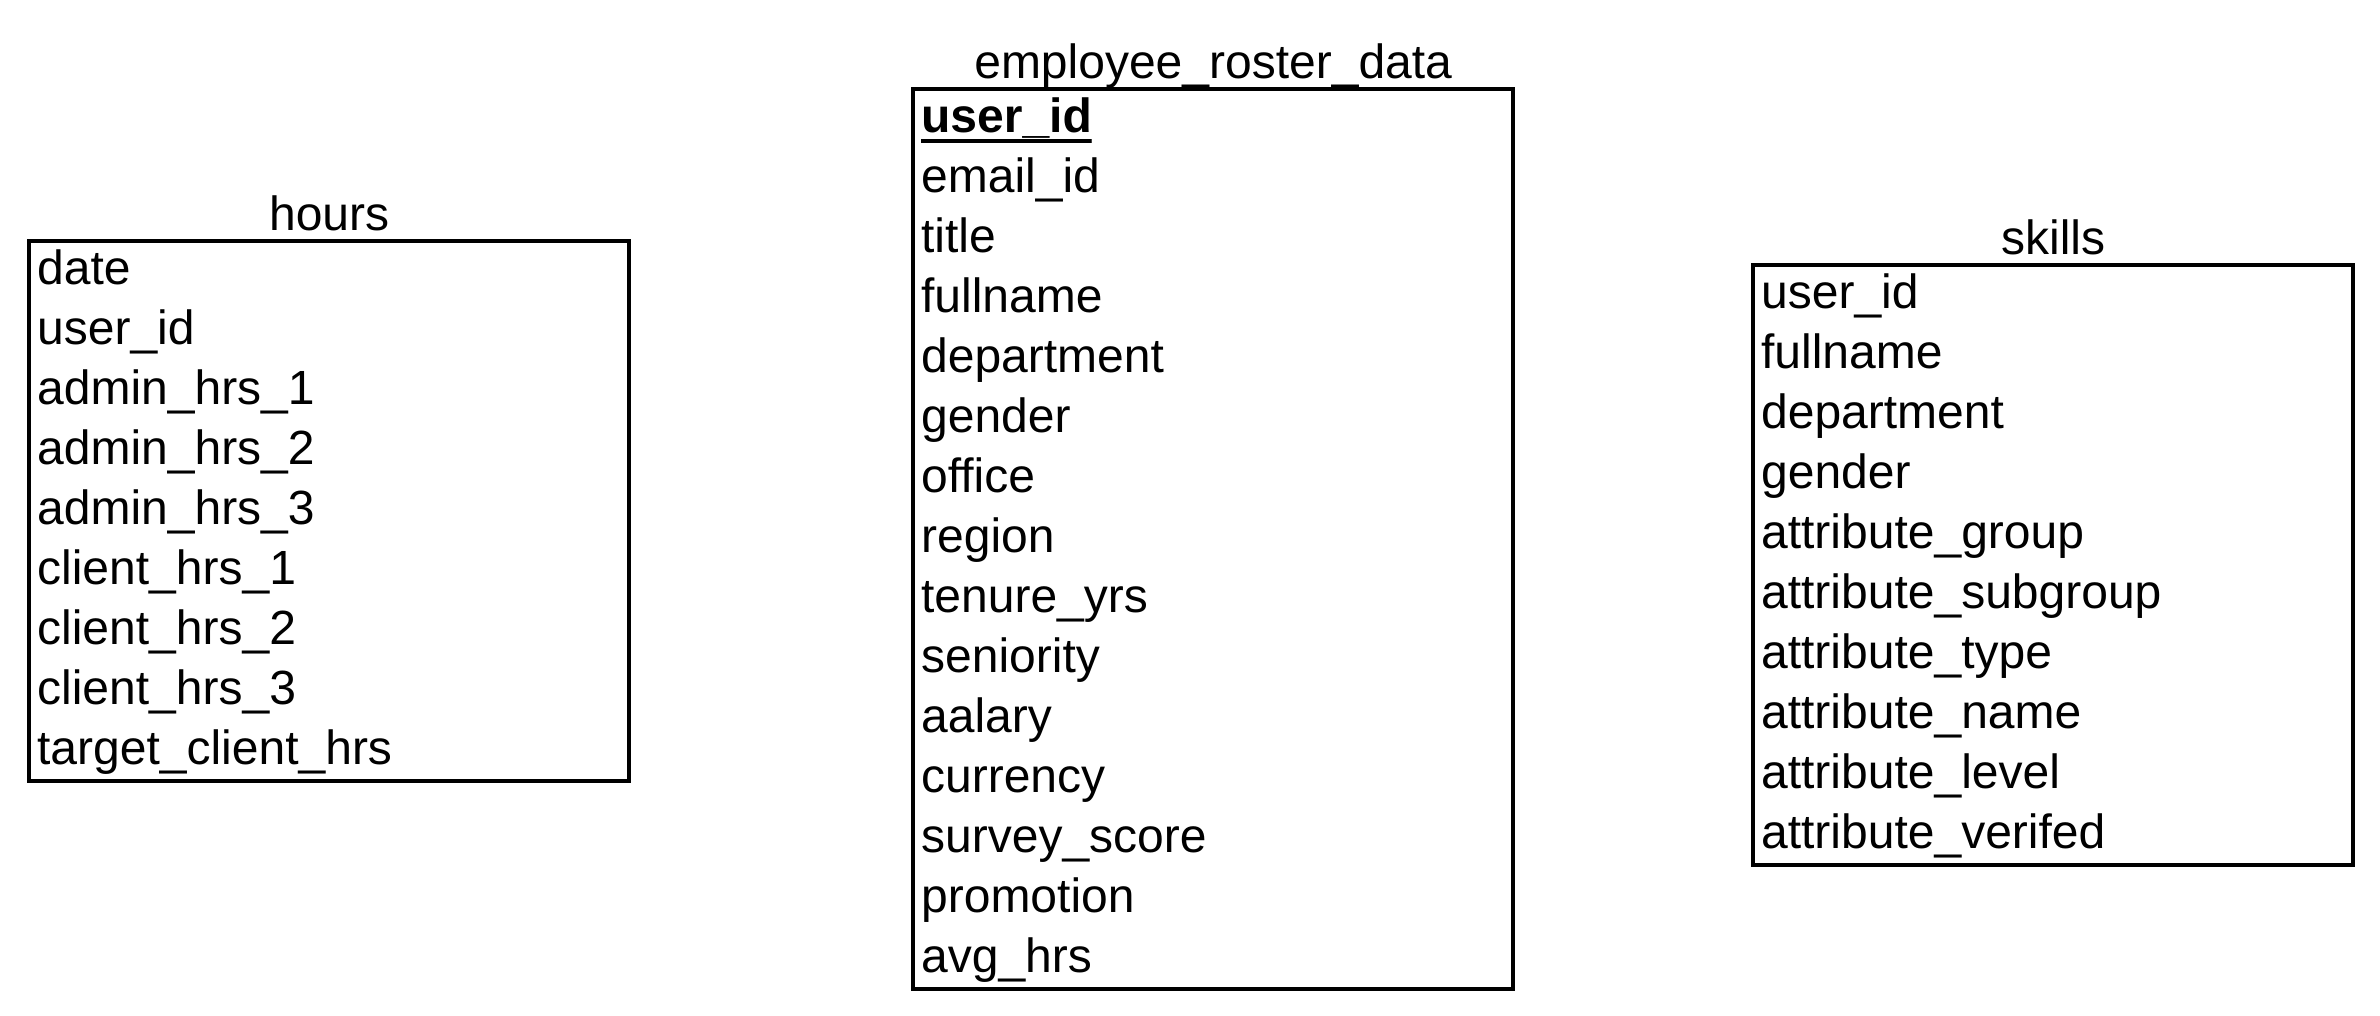 hours
date
user_id
admin_hrs_1
admin_hrs_2
admin_hrs_3
client_hrs_1
client_hrs_2
client_hrs_3
target_client_hrs
employee_roster_data
user_id
email_id
title
fullname
department
gender
office
region
tenure_yrs
seniority
aalary
currency
survey_score
promotion
avg_hrs
skills
user_id
fullname
department
gender
attribute_group
attribute_subgroup
attribute_type
attribute_name
attribute_level
attribute_verifed